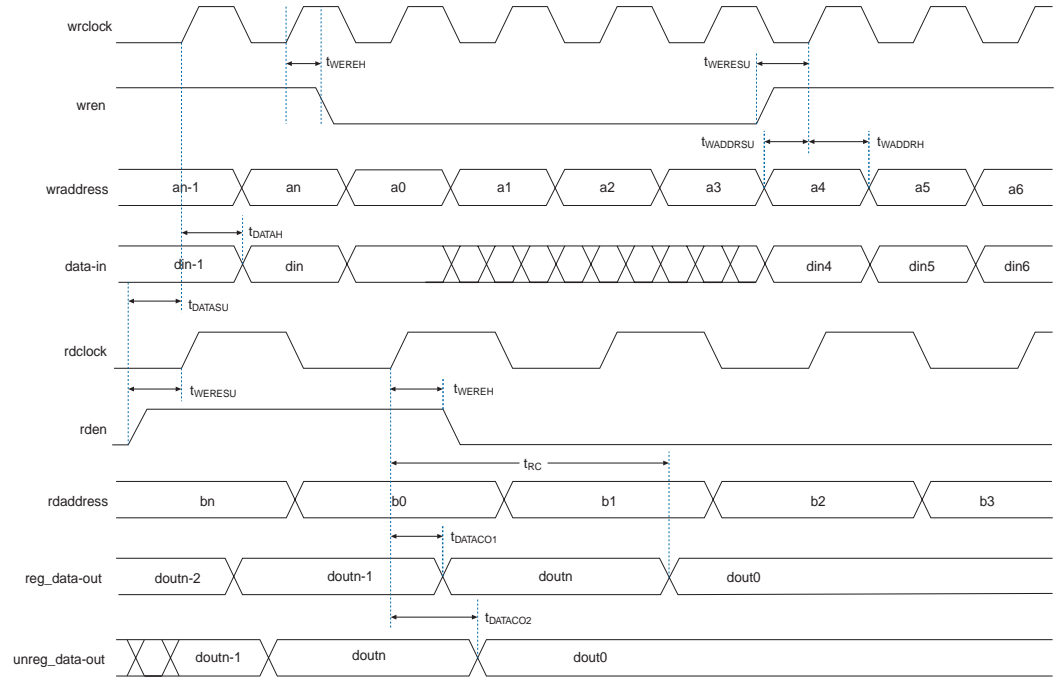 wrclock
tWEREH
tWERESU
wren
tWADDRSU
tWADDRH
wraddress an-1 an a0 a1 a2 a3 a4 a5 a6
tDATAH
data-in din-1 din din4 din5 din6
tDATASU
rdclock
tWERESU
tWEREH
rden
tRC
rdaddress bn b0 b1 b2 b3
tDATACO1
reg_data-out doutn-2 doutn-1 doutn dout0
tDATACO2
unreg_data-out doutn-1 doutn dout0